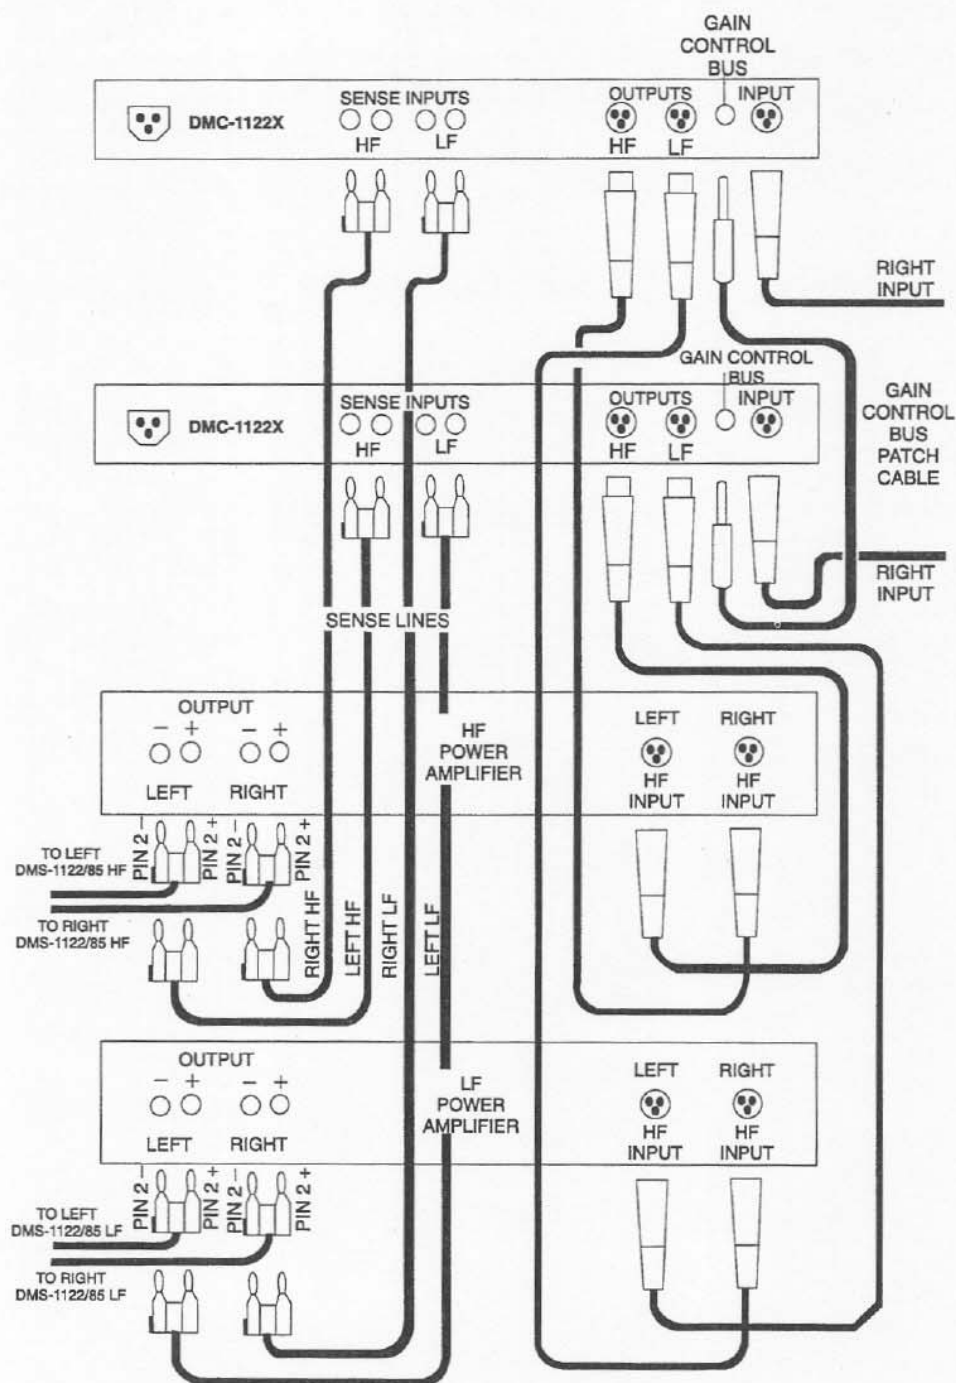 GAIN
CONTROL
BUS
SENSE INPUTS
OUTPUTS
INPUT
DMC-1122X
HF
LF
HF
LF
RIGHT
INPUT
GAIN CONTROL
BUS
SENSE INPUTS
OUTPUTS
INPUT
DMC-1122X
HF
LF
HF
LF
GAIN
CONTROL
BUS
PATCH
CABLE
RIGHT
INPUT
SENSE LINES
OUTPUT
− + − +
LEFT
RIGHT
HF
POWER
AMPLIFIER
LEFT
RIGHT
HF
INPUT
HF
INPUT
PIN 2 −
PIN 2 +
PIN 2 −
PIN 2 +
TO LEFT
DMS-1122/85 HF
TO RIGHT
DMS-1122/85 HF
RIGHT HF
LEFT HF
RIGHT LF
LEFT LF
OUTPUT
− + − +
LEFT
RIGHT
LF
POWER
AMPLIFIER
LEFT
RIGHT
HF
INPUT
HF
INPUT
PIN 2 −
PIN 2 +
PIN 2 −
PIN 2 +
TO LEFT
DMS-1122/85 LF
TO RIGHT
DMS-1122/85 LF